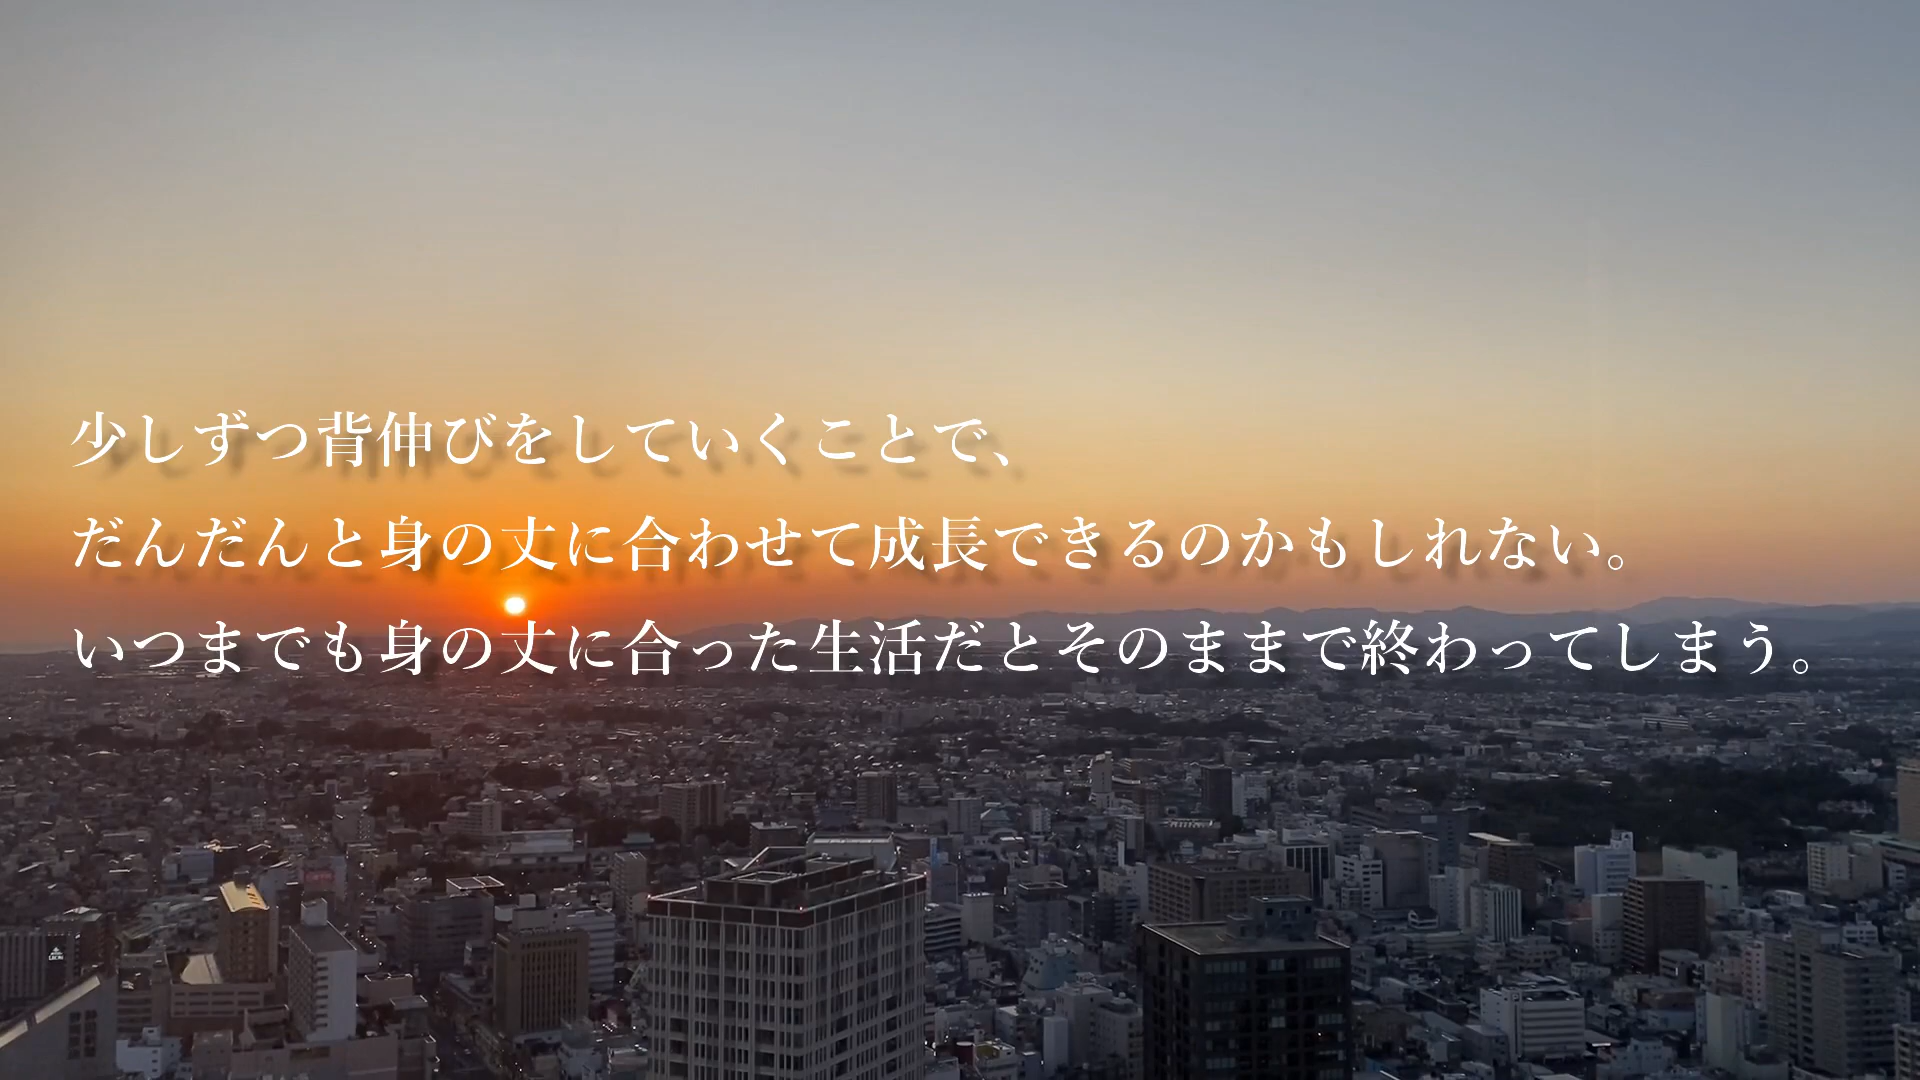 少しずつ背伸びをしていくことで、
だんだんと身の丈に合わせて成長できるのかもしれない。
いつまでも身の丈に合った生活だとそのままで終わってしまう。